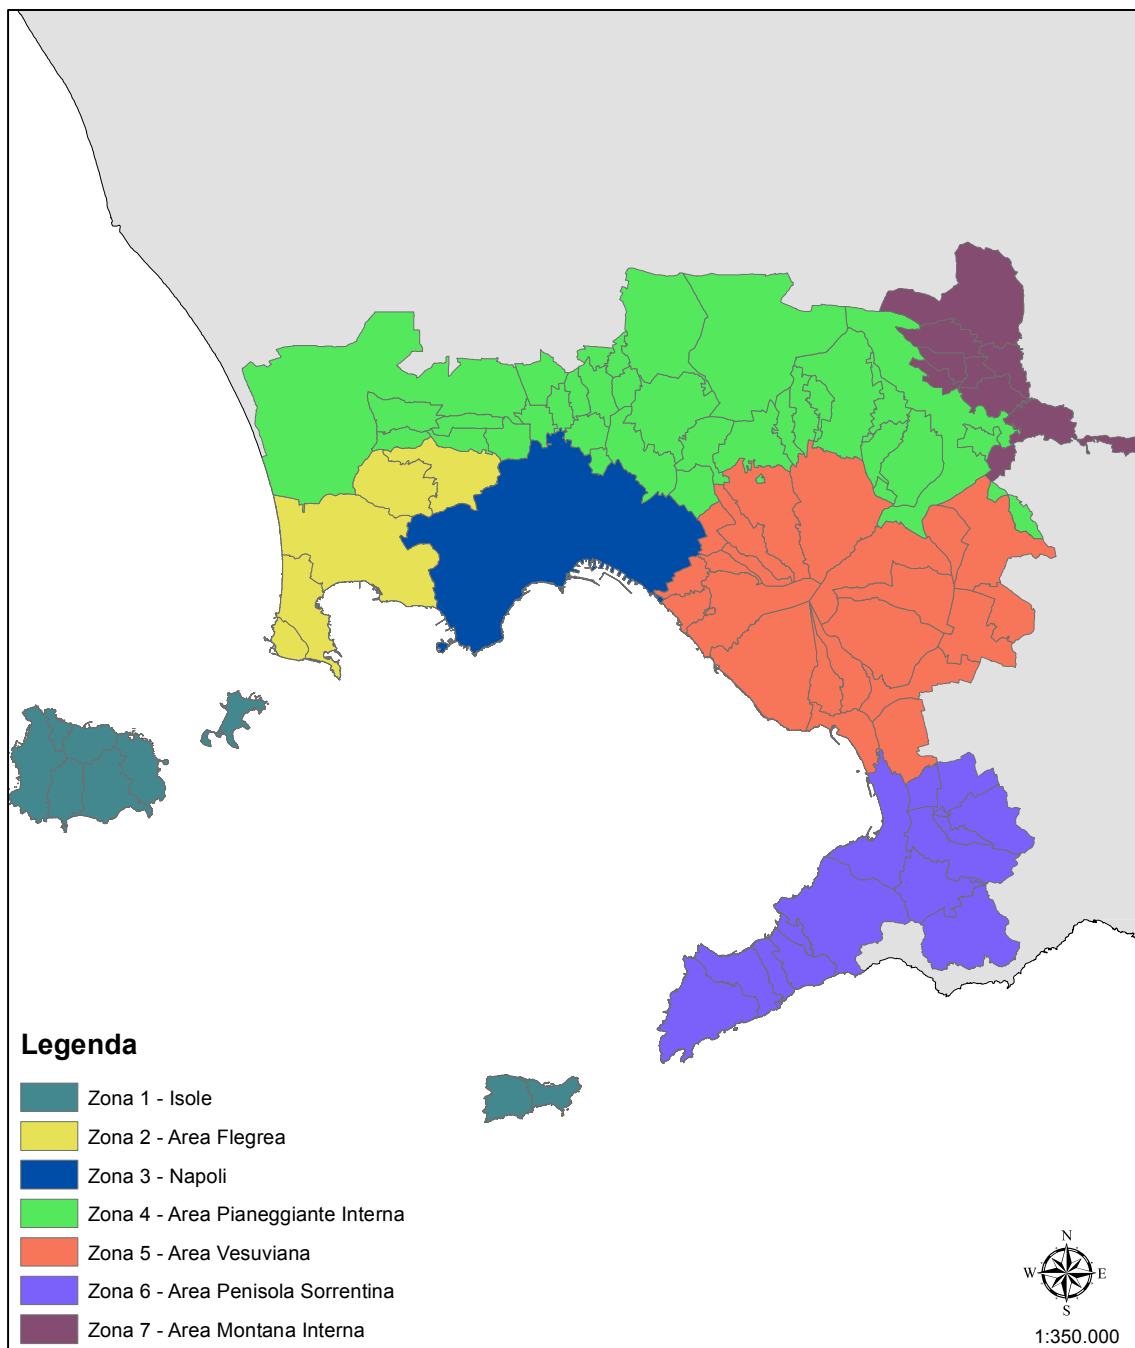 Legenda
Zona 1 - Isole
Zona 2 - Area Flegrea
Zona 3 - Napoli
Zona 4 - Area Pianeggiante Interna
Zona 5 - Area Vesuviana
Zona 6 - Area Penisola Sorrentina
Zona 7 - Area Montana Interna
N
W E
S
1:350.000